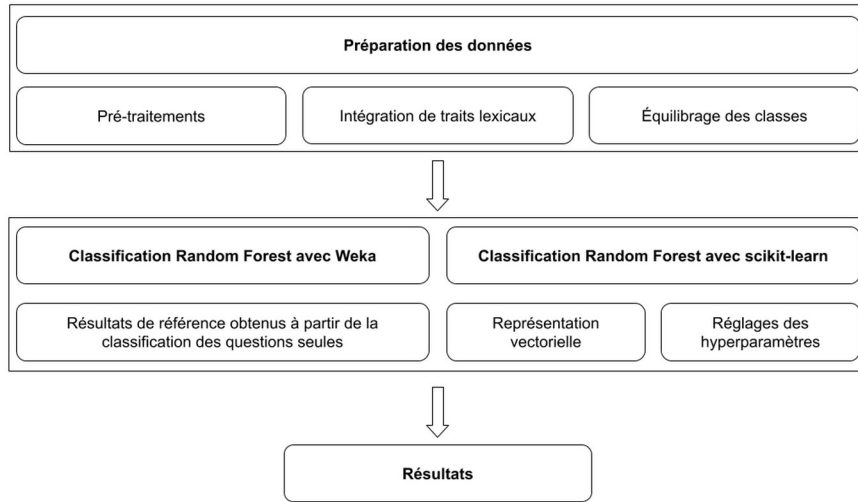 Préparation des données
Pré-traitements
Intégration de traits lexicaux
Équilibrage des classes
Classification Random Forest avec Weka
Classification Random Forest avec scikit-learn
Résultats de référence obtenus à partir de la
classification des questions seules
Représentation
vectorielle
Réglages des
hyperparamètres
Résultats